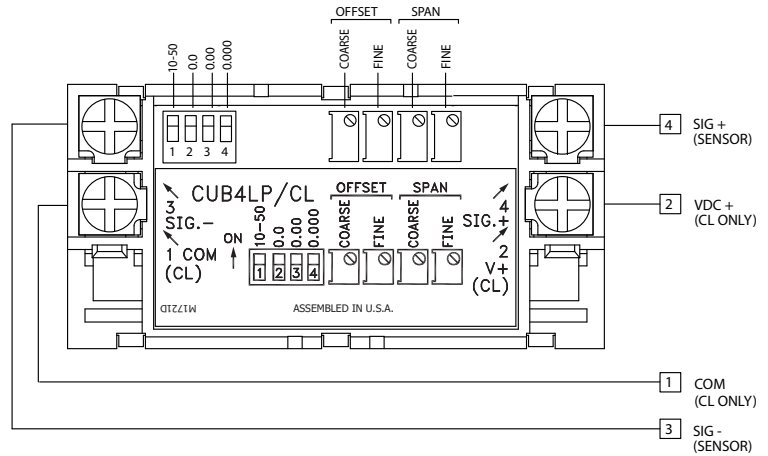 OFFSET SPAN
10-50 0.0 0.00 0.000 COARSE FINE COARSE FINE
1 2 3 4
4 SIG +
(SENSOR)
2 VDC +
(CL ONLY)
CUB4LP/CL
OFFSET SPAN
3
SIG.-
1 COM
(CL)
ON
10-50 0.0 0.00 0.000 COARSE FINE COARSE FINE
1 2 3 4
4
SIG.+
2
V+
(CL)
M1721D
ASSEMBLED IN U.S.A.
1 COM
(CL ONLY)
3 SIG -
(SENSOR)